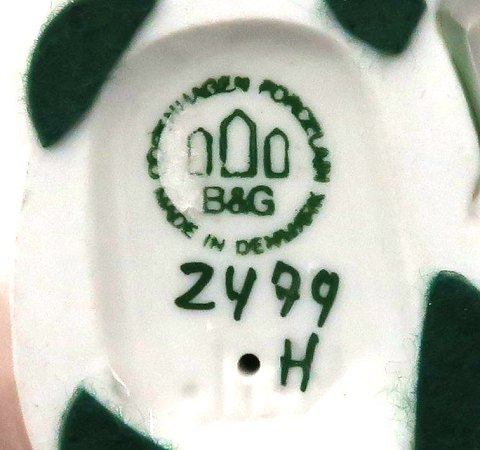 COPENHAGEN PORCELAIN
B&G
MADE IN DENMARK
2499
H